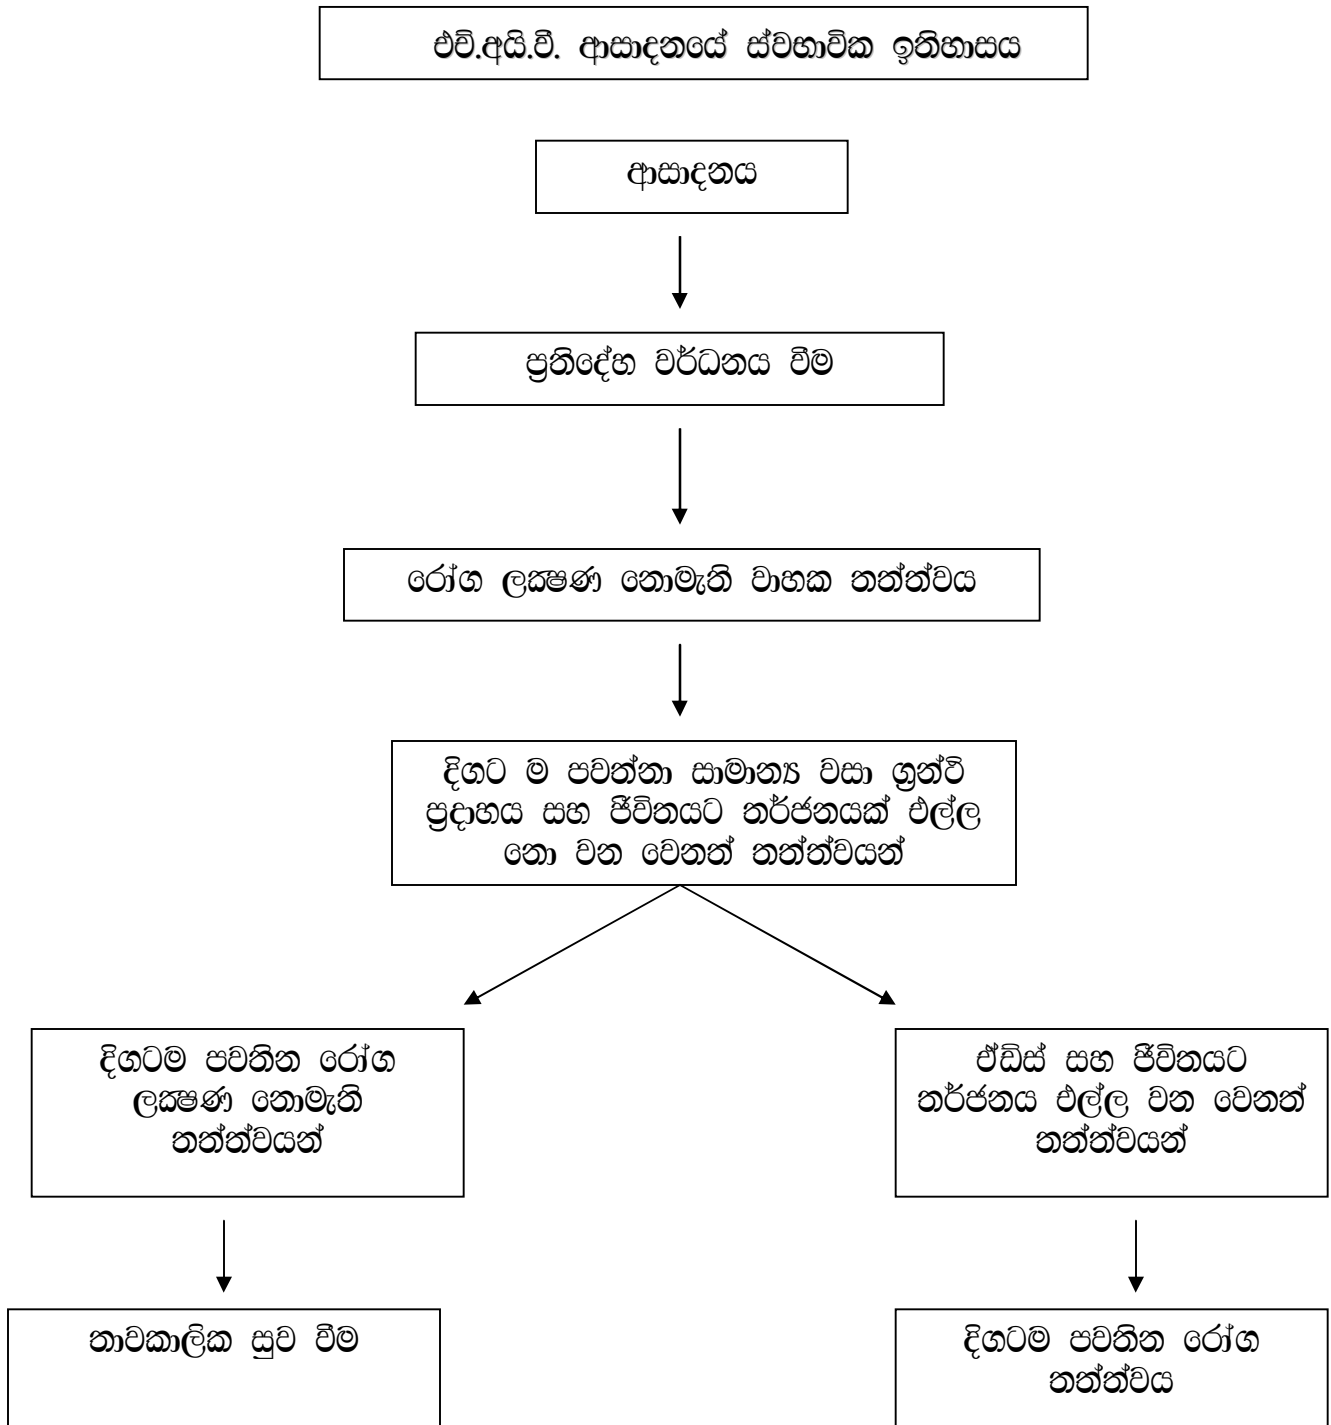 එච්.අයි.වී. ආසාදනයේ ස්වභාවික ඉතිහාසය
ආසාදනය
ප්‍රතිදේහ වර්ධනය වීම
රෝග ලක්‍ෂණ නොමැති වාහක තත්ත්වය
දිගට ම පවත්නා සාමාන්‍ය වසා ග්‍රන්ථි
ප්‍රදාහය සහ ජීවිතයට තර්ජනයක් එල්ල
නො වන වෙනත් තත්ත්වයන්
දිගටම පවතින රෝග
ලක්‍ෂණ නොමැති
තත්ත්වයන්
ඒඩ්ස් සහ ජීවිතයට
තර්ජනය එල්ල වන වෙනත්
තත්ත්වයන්
තාවකාලික සුව වීම
දිගටම පවතින රෝග
තත්ත්වය